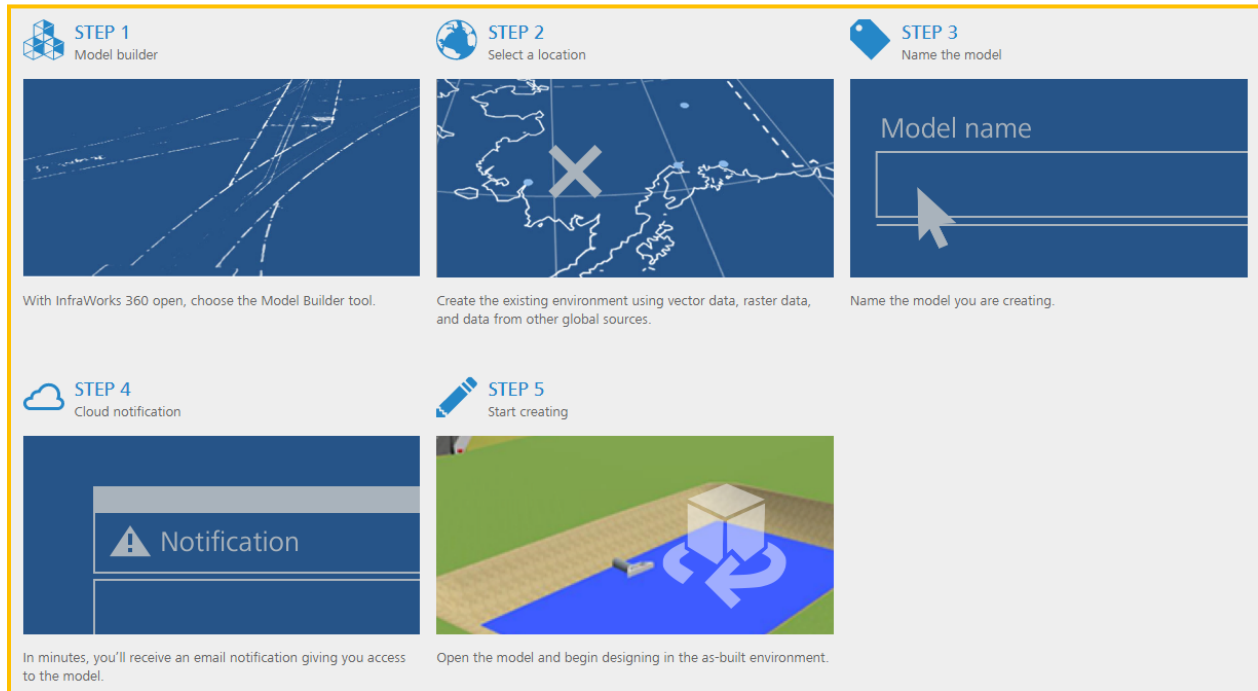 STEP 1
Model builder
With InfraWorks 360 open, choose the Model Builder tool.
STEP 2
Select a location
Create the existing environment using vector data, raster data,
and data from other global sources.
STEP 3
Name the model
Model name
Name the model you are creating.
STEP 4
Cloud notification
Notification
In minutes, you’ll receive an email notification giving you access
to the model.
STEP 5
Start creating
Open the model and begin designing in the as-built environment.